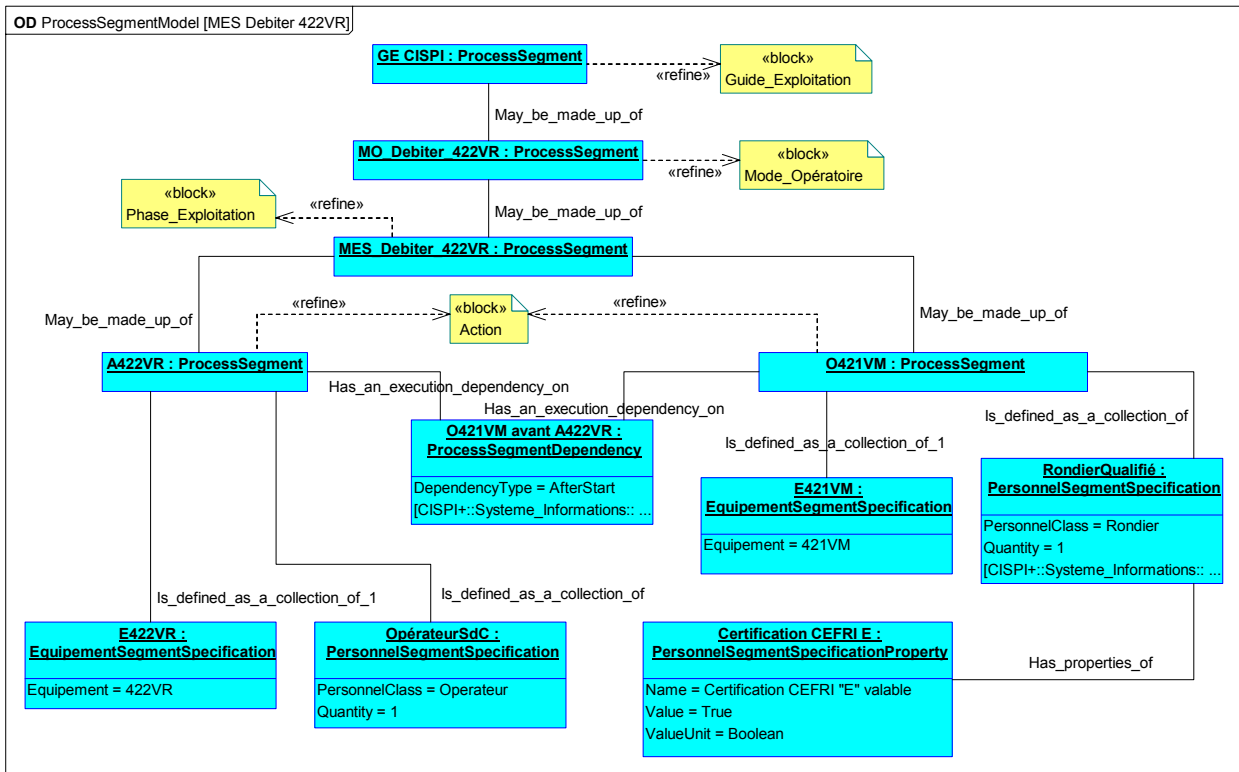 OD ProcessSegmentModel [MES Debiter 422VR]
GE CISPI : ProcessSegment
«refine»
«block»
Guide_Exploitation
May_be_made_up_of
MO_Debiter_422VR : ProcessSegment
«refine»
«block»
Mode_Opératoire
«block»
Phase_Exploitation
«refine»
May_be_made_up_of
MES_Debiter_422VR : ProcessSegment
«refine»
«block»
Action
«refine»
May_be_made_up_of
May_be_made_up_of
A422VR : ProcessSegment
O421VM : ProcessSegment
Has_an_execution_dependency_on
Has_an_execution_dependency_on
Is_defined_as_a_collection_of
O421VM avant A422VR :
ProcessSegmentDependency
DependencyType = AfterStart
[CISPI+::Systeme_Informations:: ...
Is_defined_as_a_collection_of_1
E421VM :
EquipementSegmentSpecification
Equipement = 421VM
RondierQualifié :
PersonnelSegmentSpecification
PersonnelClass = Rondier
Quantity = 1
[CISPI+::Systeme_Informations:: ...
Is_defined_as_a_collection_of_1
Is_defined_as_a_collection_of
E422VR :
EquipementSegmentSpecification
Equipement = 422VR
OpérateurSdC :
PersonnelSegmentSpecification
PersonnelClass = Operateur
Quantity = 1
Certification CEFRI E :
PersonnelSegmentSpecificationProperty
Name = Certification CEFRI "E" valable
Value = True
ValueUnit = Boolean
Has_properties_of